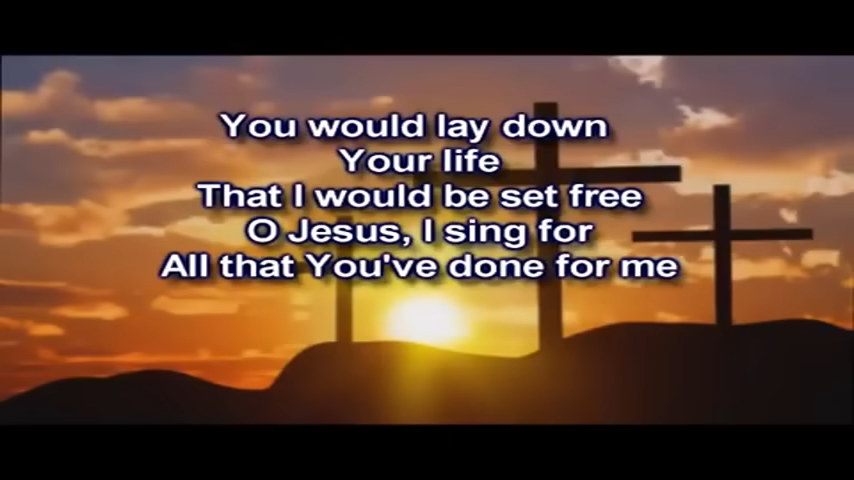 You would lay down
Your life
That I would be set free
O Jesus, I sing for
All that You've done for me